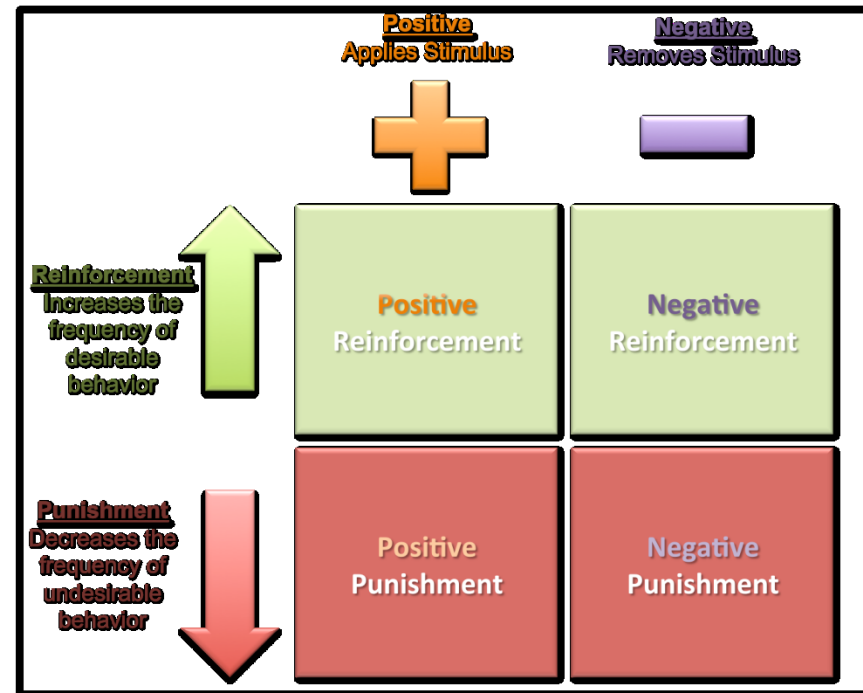 Positive
Applies Stimulus
Negative
Removes Stimulus
Reinforcement
Increases the
frequency of
desirable
behavior
Positive
Reinforcement
Negative
Reinforcement
Punishment
Decreases the
frequency of
undesirable
behavior
Positive
Punishment
Negative
Punishment